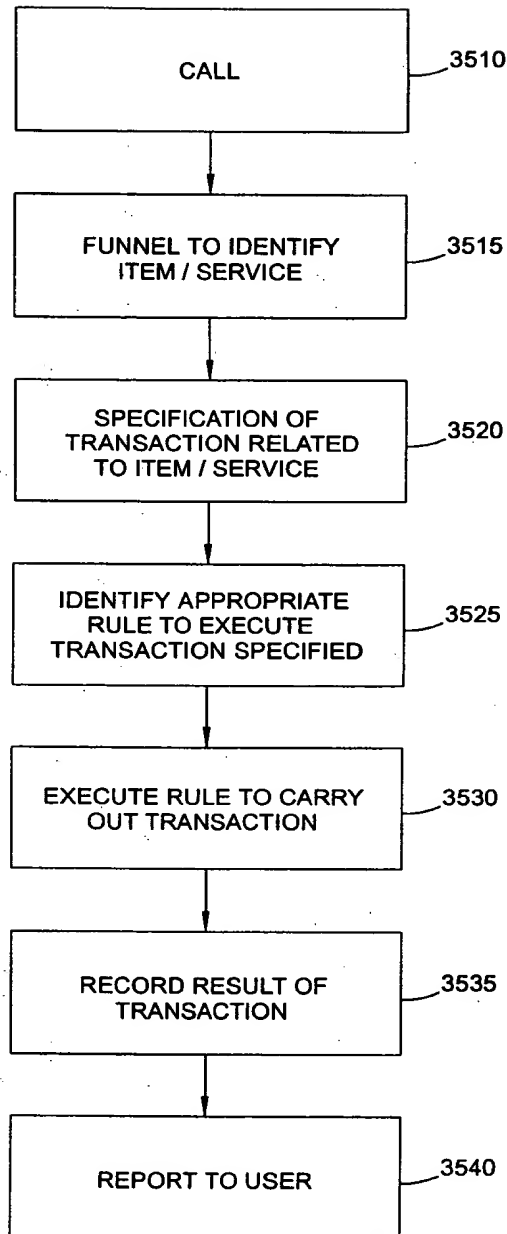 CALL
3510
FUNNEL TO IDENTIFY
ITEM / SERVICE
3515
SPECIFICATION OF
TRANSACTION RELATED
TO ITEM / SERVICE
3520
IDENTIFY APPROPRIATE
RULE TO EXECUTE
TRANSACTION SPECIFIED
3525
EXECUTE RULE TO CARRY
OUT TRANSACTION
3530
RECORD RESULT OF
TRANSACTION
3535
REPORT TO USER
3540